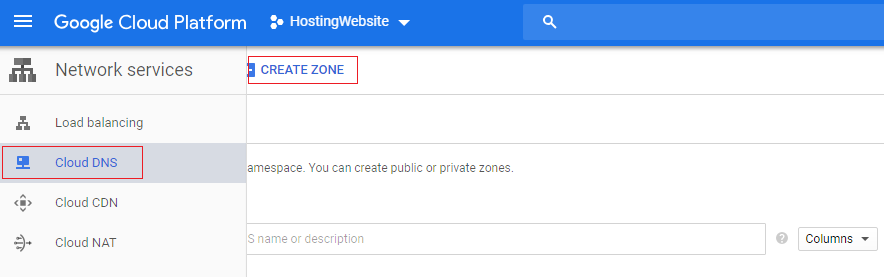 Google Cloud Platform HostingWebsite
Network services CREATE ZONE
Load balancing
Cloud DNS
amespace. You can create public or private zones.
Cloud CDN
S name or description Columns
Cloud NAT